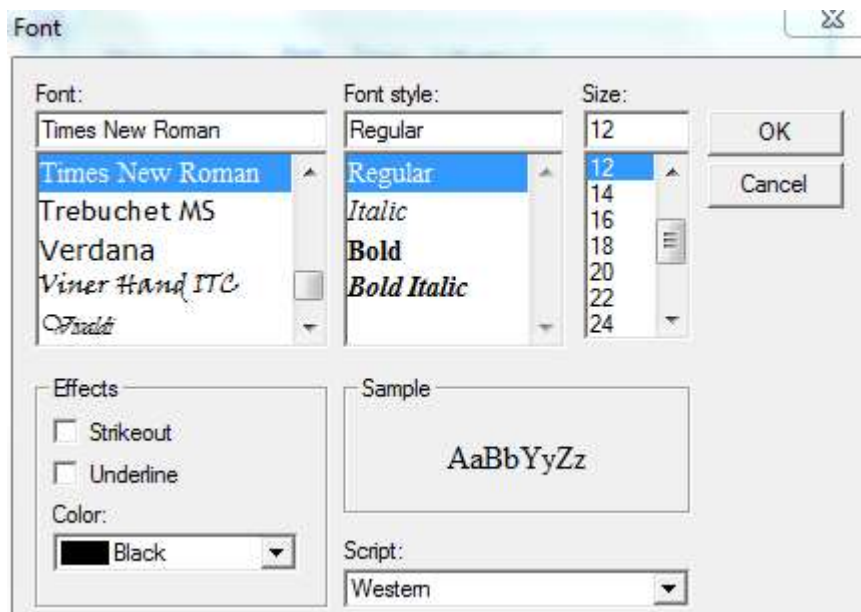 Font
Font:
Times New Roman
Times New Roman
Trebuchet MS
Verdana
Viner Hand ITC
Vivaldi
Font style:
Regular
Regular
Italic
Bold
Bold Italic
Size:
12
12
14
16
18
20
22
24
OK
Cancel
Effects
Strikeout
Underline
Color:
Black
Sample
AaBbYyZz
Script:
Western